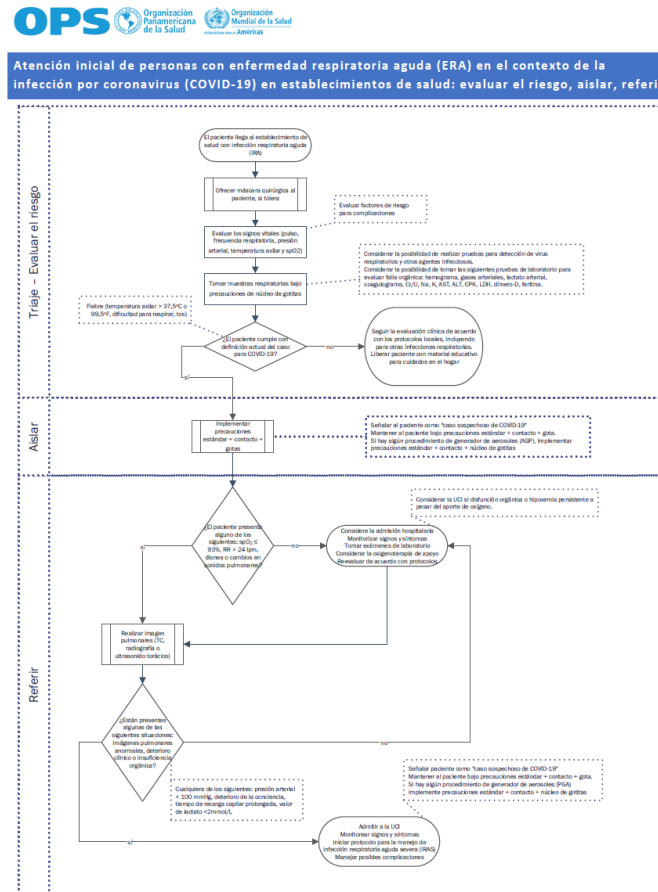 OPS
Organización
Panamericana
de la Salud
Organización
Mundial de la Salud
Américas
Atención inicial de personas con enfermedad respiratoria aguda (ERA) en el contexto de la
infección por coronavirus (COVID-19) en establecimientos de salud: evaluar el riesgo, aislar, referi
Triaje – Evaluar el riesgo
El paciente llega al establecimiento de
salud con infección respiratoria aguda
(IRA)
Ofrecer máscara quirúrgica al
paciente, si tolera
Evaluar factores de riesgo
para complicaciones
Evaluar los signos vitales (pulso,
frecuencia respiratoria, presión
arterial, temperatura axilar y spO2)
Considerar la posibilidad de realizar pruebas para detección de virus
respiratorios y otros agentes infecciosos.
Considerar la posibilidad de tomar las siguientes pruebas de laboratorio para
evaluar falla orgánica: hemograma, gases arteriales, lactato arterial,
coagulograma, Cr/U, Na, K, AST, ALT, CPK, LDH, dímero-D, ferritina.
Tomar muestras respiratorias bajo
precauciones de núcleo de gotitas
Fiebre (temperatura axilar > 37,5ºC o
99,5ºF, dificultad para respirar, tos)
¿El paciente cumple con
definición actual del caso
para COVID-19?
no
sí
Seguir la evaluación clínica de acuerdo
con los protocolos locales, incluyendo
para otras infecciones respiratorias.
Liberar paciente con material educativo
para cuidados en el hogar
Aislar
Implementar
precauciones
estándar + contacto +
gotas
Señalar al paciente como "caso sospechoso de COVID-19"
Mantener al paciente bajo precauciones estándar + contacto + gota.
Si hay algún procedimiento de generador de aerosoles (AGP), implementar
precauciones estándar + contacto + núcleo de gotitas
Referir
Considerar la UCI si disfunción orgánica o hipoxemia persistente a
pesar del aporte de oxígeno.
¿El paciente presenta
alguno de los
siguientes: spO₂ ≤
93%, RR > 24 lpm,
disnea o cambios en
sonidos pulmonares?
sí
no
Considere la admisión hospitalaria
Monitorizar signos y síntomas
Tomar exámenes de laboratorio
Considerar la oxigenoterapia de apoyo
Reevaluar de acuerdo con protocolos
Realizar imagen
pulmonares (TC,
radiografía o
ultrasonido torácico)
¿Están presentes
algunas de las
siguientes situaciones:
imágenes pulmonares
anormales, deterioro
clínico o insuficiencia
orgánica?
no
sí
Cualquiera de los siguientes: presión arterial
< 100 mmHg, deterioro de la conciencia,
tiempo de recarga capilar prolongada, valor
de lactato <2mmol/L
Señalar paciente como "caso sospechoso de COVID-19"
Mantener al paciente bajo precauciones estándar + contacto + gota.
Si hay algún procedimiento de generador de aerosoles (PGA)
implemente precauciones estándar + contacto + núcleo de gotitas
Admitir a la UCI
Monitorear signos y síntomas
Iniciar protocolo para la manejo de
infección respiratoria aguda severa (IRAS)
Manejar posibles complicaciones